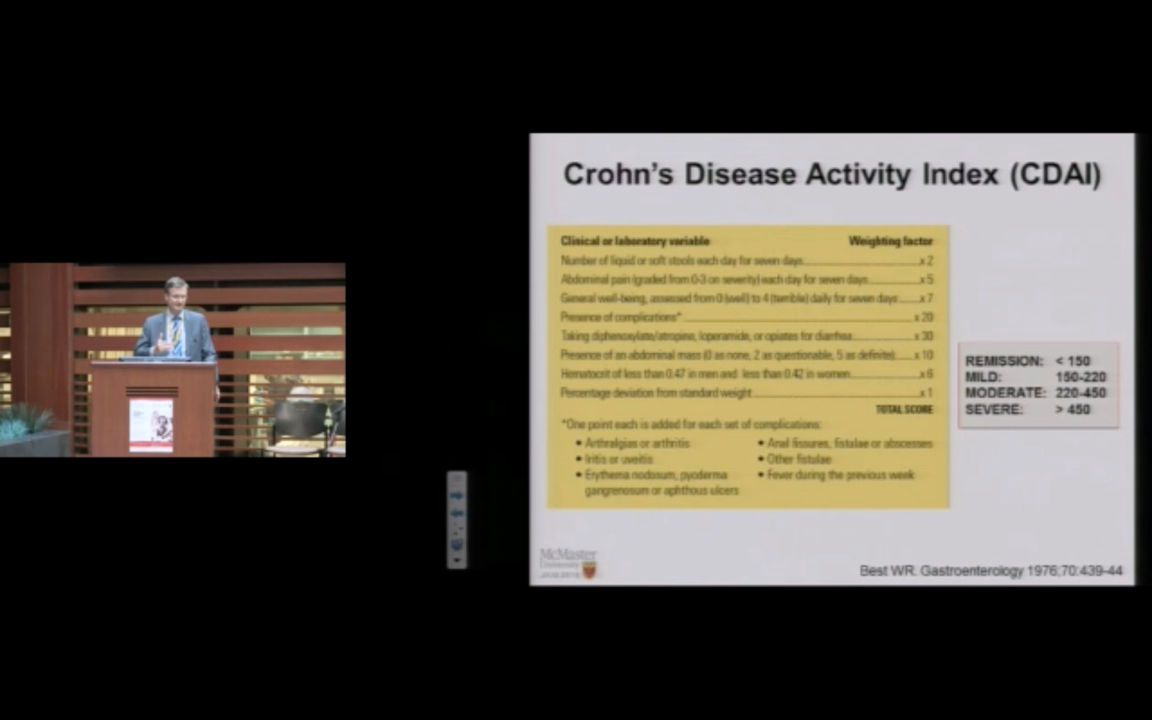 Crohn's Disease Activity Index (CDAI)
Clinical or laboratory variable Weighting factor
Number of liquid or soft stools each day for seven days x 2
Abdominal pain (graded from 0-3 on severity) each day for seven days x 5
General well-being, assessed from 0 (well) to 4 (terrible) daily for seven days x 7
Presence of complications* x 20
Taking diphenoxylate/atropine, loperamide, or opiates for diarrhea x 30
Presence of an abdominal mass (0 as none, 2 as questionable, 5 as definite) x 10
Hematocrit of less than 0.47 in men and less than 0.42 in women x 6
Percentage deviation from standard weight x 1
TOTAL SCORE
*One point each is added for each set of complications:
• Arthralgias or arthritis
• Iritis or uveitis
• Erythema nodosum, pyoderma
gangrenosum or aphthous ulcers
• Anal fissures, fistulae or abscesses
• Other fistulae
• Fever during the previous week
REMISSION: < 150
MILD: 150-220
MODERATE: 220-450
SEVERE: > 450
McMaster
University
Best WR. Gastroenterology 1976;70:439-44